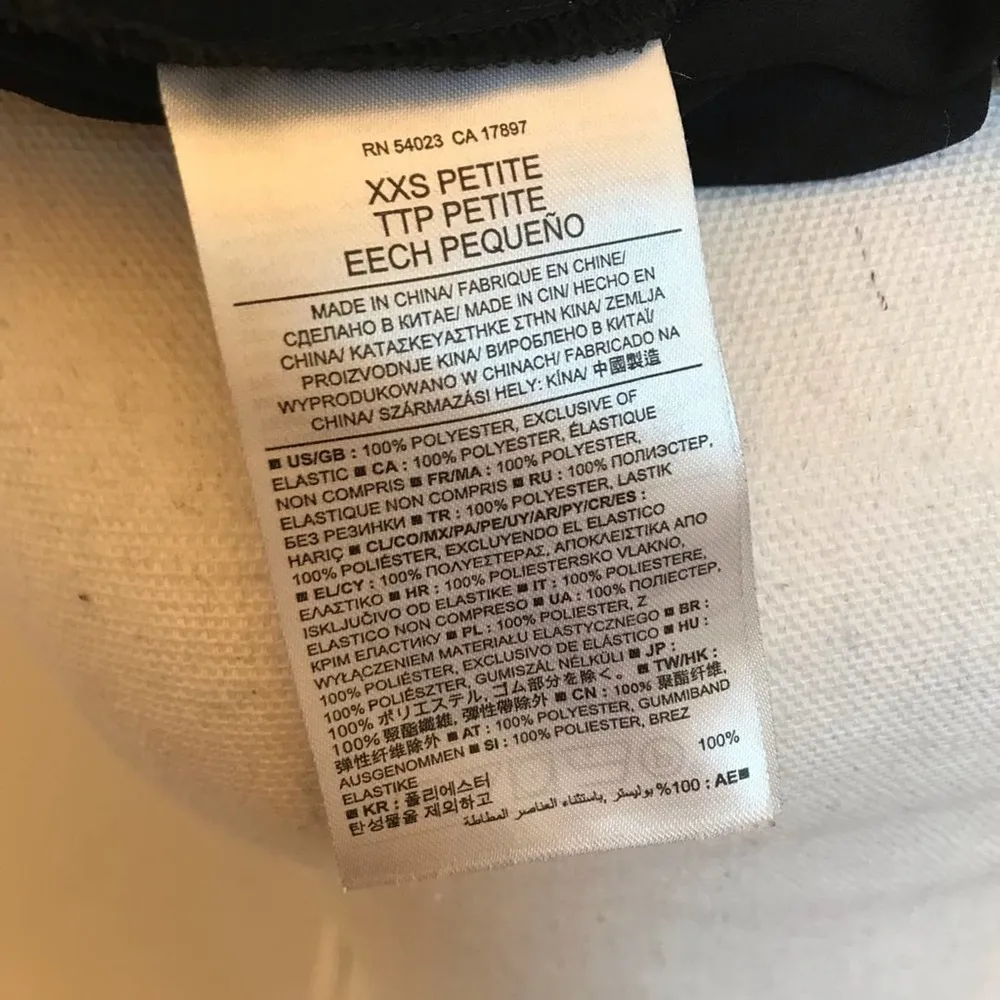 RN 54023 CA 17897
XXS PETITE
TTP PETITE
EECH PEQUEÑO
MADE IN CHINA/ FABRIQUE EN CHINE/
СДЕЛАНО В КИТАЕ/ MADE IN CIN/ HECHO EN
CHINA/ ΚΑΤΑΣΚΕΥΑΣΤΗΚΕ ΣΤΗΝ ΚΙΝΑ/ ZEMLJA
PROIZVODNJE KINA/ ВИРОБЛЕНО В КИТАЇ/
WYPRODUKOWANO W CHINACH/ FABRICADO NA
CHINA/ SZÁRMAZÁSI HELY: KÍNA/ 中國製造
■ US/GB : 100% POLYESTER, EXCLUSIVE OF
ELASTIC ■ CA : 100% POLYESTER, ÉLASTIQUE
NON COMPRIS ■ FR/MA : 100% POLYESTER,
ELASTIQUE NON COMPRIS ■ RU : 100% ПОЛИЭСТЕР,
БЕЗ РЕЗИНКИ ■ TR : 100% POLYESTER, LASTIK
HARIÇ ■ CL/CO/MX/PA/PE/UY/AR/PY/CR/ES :
100% POLIÉSTER, EXCLUYENDO EL ELASTICO
■ EL/CY : 100% ΠΟΛΥΕΣΤΕΡΑΣ, ΑΠΟΚΛΕΙΣΤΙΚΑ ΑΠΟ
ΕΛΑΣΤΙΚΟ ■ HR : 100% POLIESTERSKO VLAKNO,
ISKLJUČIVO OD ELASTIKE ■ IT : 100% POLIESTERE,
ELASTICO NON COMPRESO ■ UA : 100% ПОЛІЕСТЕР,
КРІМ ЕЛАСТИКУ ■ PL : 100% POLIESTER, Z
WYŁĄCZENIEM MATERIAŁU ELASTYCZNEGO ■ BR :
100% POLIÉSTER, EXCLUSIVO DE ELÁSTICO ■ HU :
100% POLIÉSZTER, GUMISZÁL NÉLKÜLI ■ JP :
100% ポリエステル, ゴム部分を除く。 ■ TW/HK :
100% 聚酯纖維, 彈性帶除外 ■ CN : 100% 聚酯纤维,
弹性纤维除外 ■ AT : 100% POLYESTER, GUMMIBAND
AUSGENOMMEN ■ SI : 100% POLIESTER, BREZ
ELASTIKE 100%
■ KR : 폴리에스터
탄성물을 제외하고
■AE : 100% بوليستر, باستثناء العناصر المطاطة